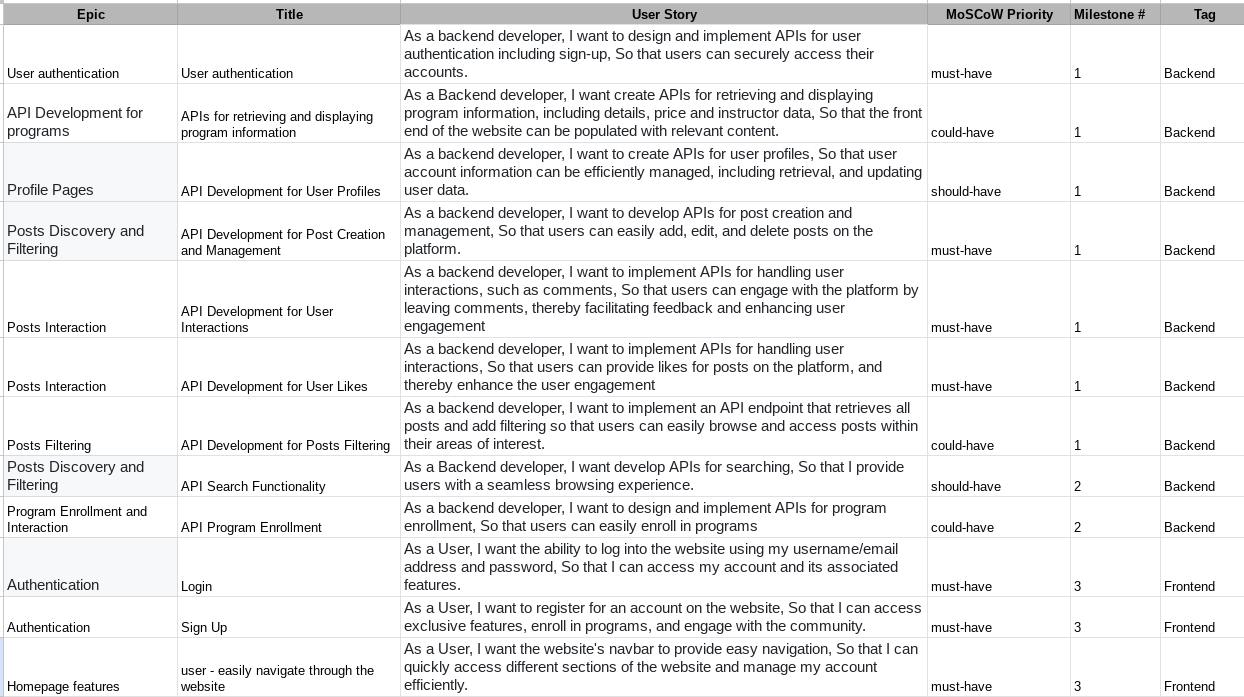 Epic Title User Story MoSCoW Priority Milestone # Tag
As a backend developer, I want to design and implement APIs for user
authentication including sign-up, So that users can securely access their
User authentication User authentication accounts. must-have 1 Backend
As a Backend developer, I want create APIs for retrieving and displaying
API Development for APIs for retrieving and displaying program information, including details, price and instructor data, So that the front
programs program information end of the website can be populated with relevant content. could-have 1 Backend
As a backend developer, I want to create APIs for user profiles, So that user
account information can be efficiently managed, including retrieval, and updating
Profile Pages API Development for User Profiles user data. should-have 1 Backend
As a backend developer, I want to develop APIs for post creation and
Posts Discovery and API Development for Post Creation management, So that users can easily add, edit, and delete posts on the
Filtering and Management platform. must-have 1 Backend
As a backend developer, I want to implement APIs for handling user
interactions, such as comments, So that users can engage with the platform by
API Development for User leaving comments, thereby facilitating feedback and enhancing user
Posts Interaction Interactions engagement must-have 1 Backend
As a backend developer, I want to implement APIs for handling user
interactions, So that users can provide likes for posts on the platform, and
Posts Interaction API Development for User Likes thereby enhance the user engagement must-have 1 Backend
As a backend developer, I want to implement an API endpoint that retrieves all
posts and add filtering so that users can easily browse and access posts within
Posts Filtering API Development for Posts Filtering their areas of interest. could-have 1 Backend
Posts Discovery and As a Backend developer, I want develop APIs for searching, So that I provide
Filtering API Search Functionality users with a seamless browsing experience. should-have 2 Backend
Program Enrollment and As a backend developer, I want to design and implement APIs for program
Interaction API Program Enrollment enrollment, So that users can easily enroll in programs could-have 2 Backend
As a User, I want the ability to log into the website using my username/email
address and password, So that I can access my account and its associated
Authentication Login features. must-have 3 Frontend
As a User, I want to register for an account on the website, So that I can access
Authentication Sign Up exclusive features, enroll in programs, and engage with the community. must-have 3 Frontend
As a User, I want the website's navbar to provide easy navigation, So that I can
user - easily navigate through the quickly access different sections of the website and manage my account
Homepage features website efficiently. must-have 3 Frontend